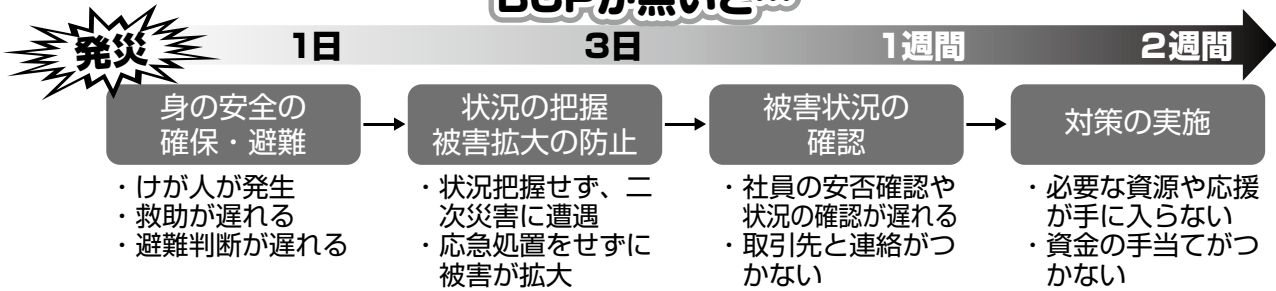 BCPが無いと…
発災
1日
3日
1週間
2週間
身の安全の
確保・避難
・けが人が発生
・救助が遅れる
・避難判断が遅れる
状況の把握
被害拡大の防止
・状況把握せず、二
次災害に遭遇
・応急処置をせずに
被害が拡大
被害状況の
確認
・社員の安否確認や
状況の確認が遅れる
・取引先と連絡がつ
かない
対策の実施
・必要な資源や応援
が手に入らない
・資金の手当てがつ
かない